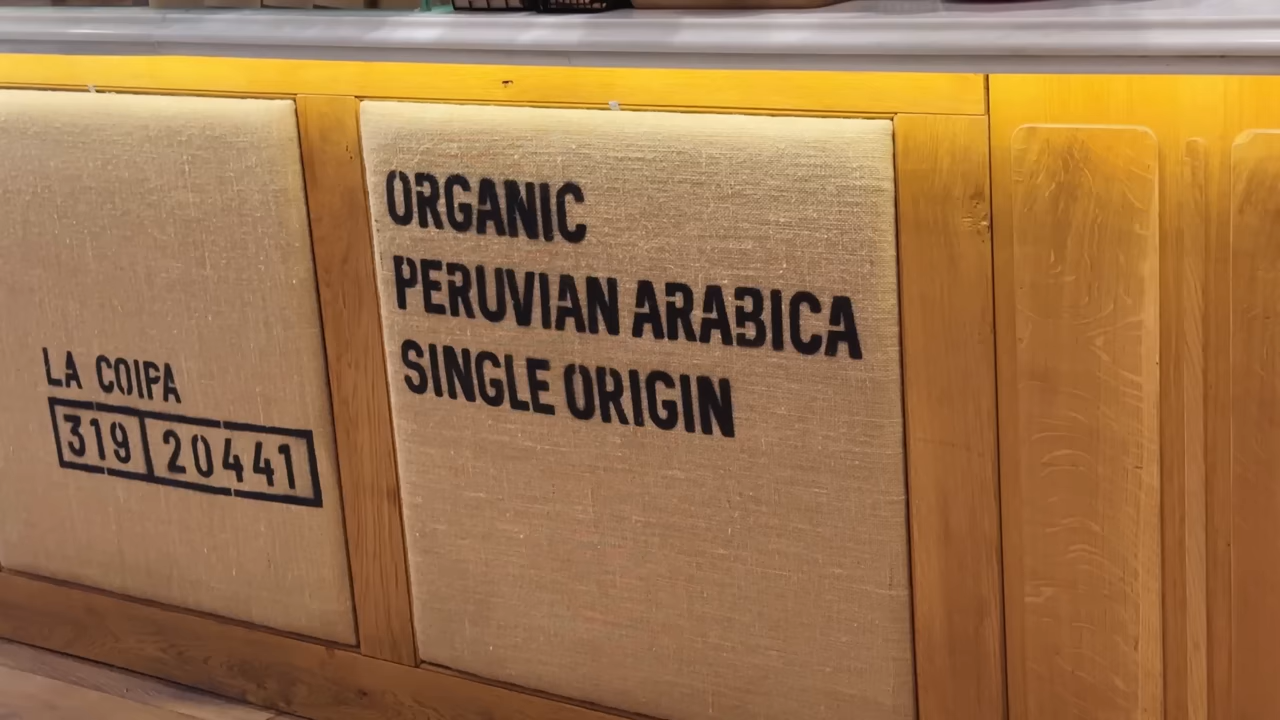 LA COIPA
319 20441
ORGANIC
PERUVIAN ARABICA
SINGLE ORIGIN